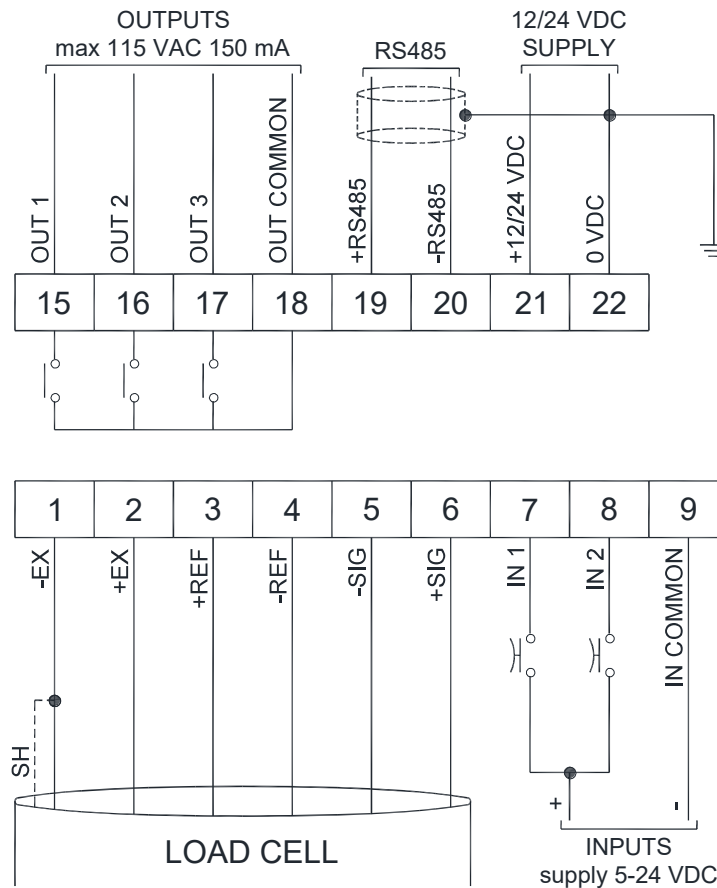 OUTPUTS
max 115 VAC 150 mA
RS485
12/24 VDC
SUPPLY
OUT 1
OUT 2
OUT 3
OUT COMMON
+RS485
-RS485
+12/24 VDC
0 VDC
15 16 17 18 19 20 21 22
1 2 3 4 5 6 7 8 9
-EX
+EX
+REF
-REF
-SIG
+SIG
IN 1
IN 2
IN COMMON
SH
+ -
LOAD CELL
INPUTS
supply 5-24 VDC